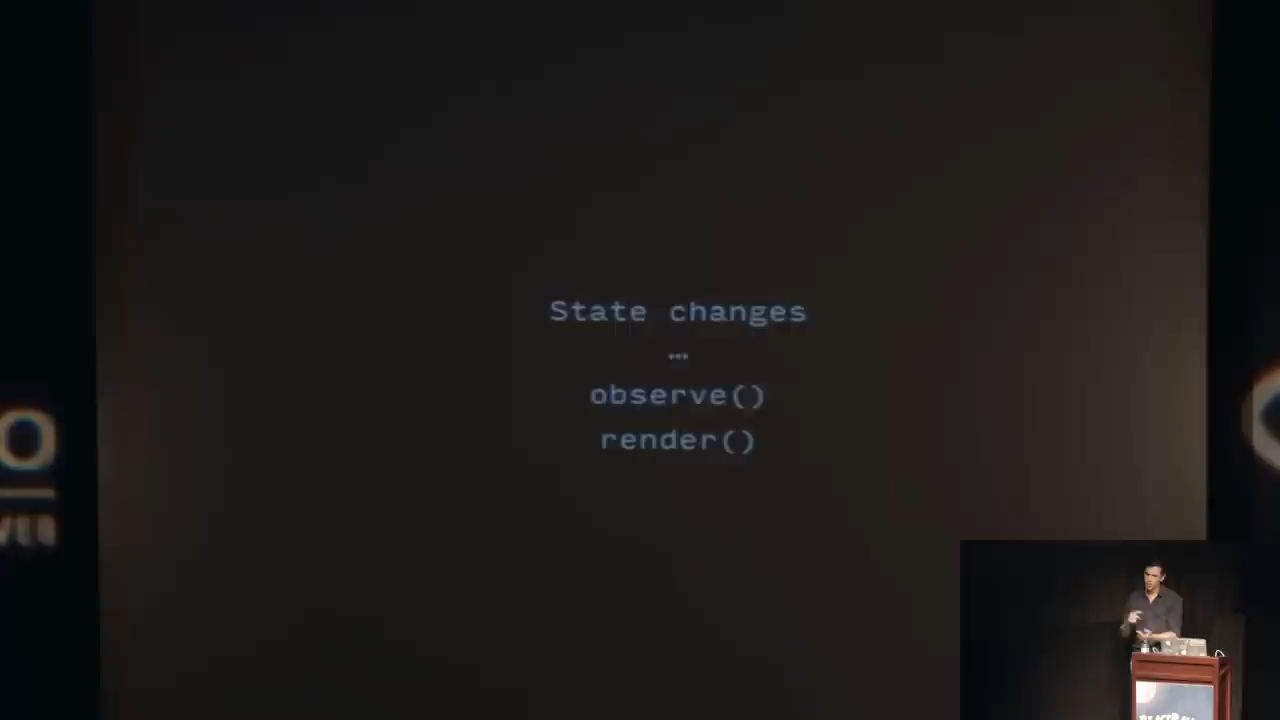 State changes
…
observe()
render()